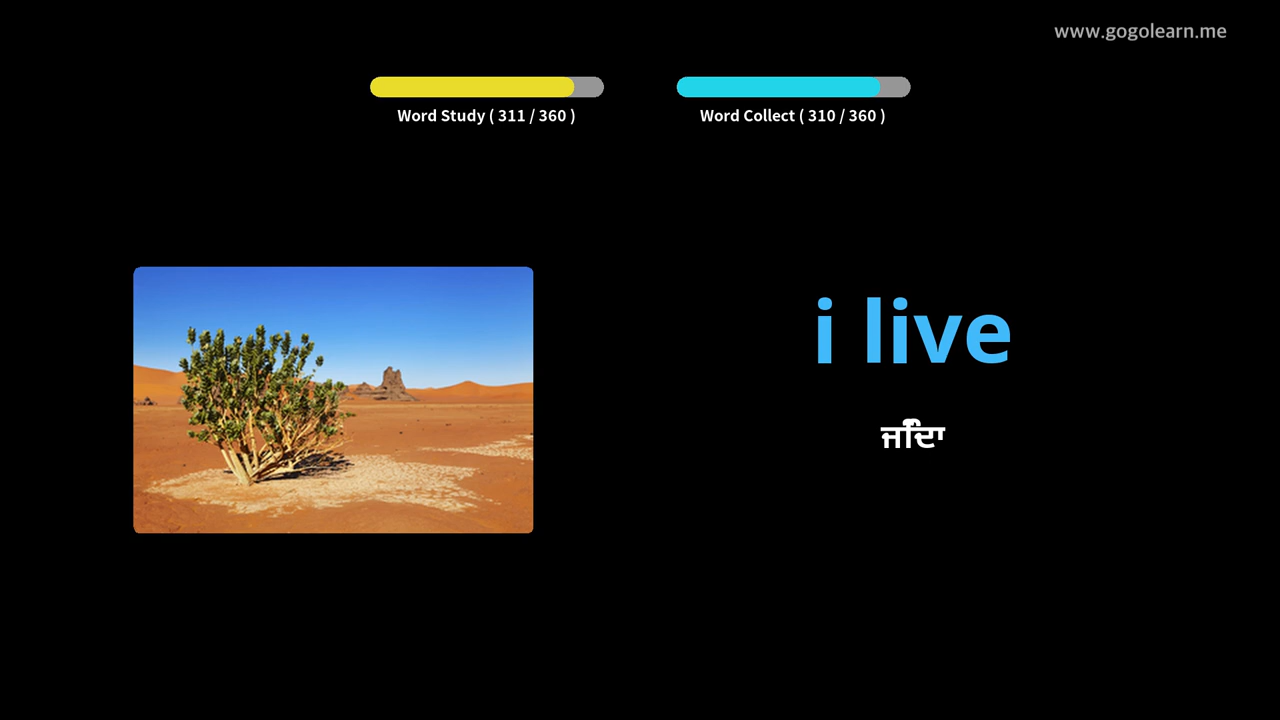 www.gogolearn.me
Word Study ( 311 / 360 )
Word Collect ( 310 / 360 )
i live
ਜੀਂਦਾ